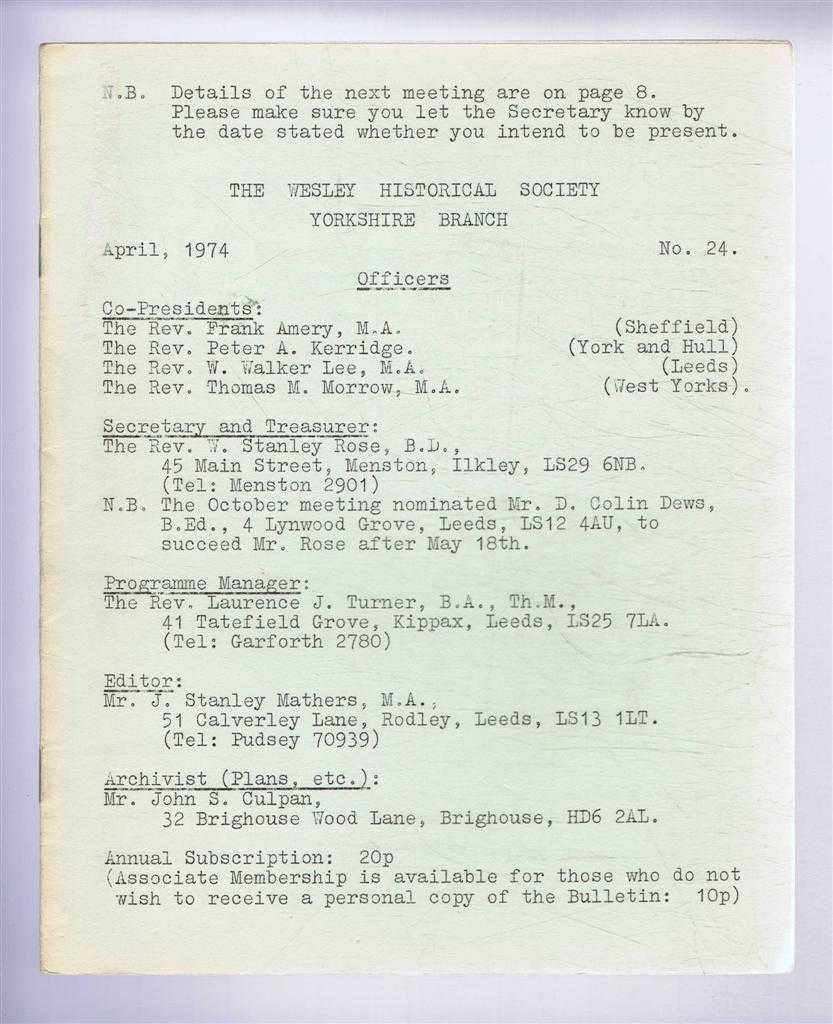 N.B. Details of the next meeting are on page 8.
Please make sure you let the Secretary know by
the date stated whether you intend to be present.
THE WESLEY HISTORICAL SOCIETY
YORKSHIRE BRANCH
April, 1974 No. 24.
Officers
Co-Presidents:
The Rev. Frank Amery, M.A. (Sheffield)
The Rev. Peter A. Kerridge. (York and Hull)
The Rev. W. Walker Lee, M.A. (Leeds)
The Rev. Thomas M. Morrow, M.A. (West Yorks).
Secretary and Treasurer:
The Rev. W. Stanley Rose, B.D.,
45 Main Street, Menston, Ilkley, LS29 6NB.
(Tel: Menston 2901)
N.B. The October meeting nominated Mr. D. Colin Dews,
B.Ed., 4 Lynwood Grove, Leeds, LS12 4AU, to
succeed Mr. Rose after May 18th.
Programme Manager:
The Rev. Laurence J. Turner, B.A., Th.M.,
41 Tatefield Grove, Kippax, Leeds, LS25 7LA.
(Tel: Garforth 2780)
Editor:
Mr. J. Stanley Mathers, M.A.,
51 Calverley Lane, Rodley, Leeds, LS13 1LT.
(Tel: Pudsey 70939)
Archivist (Plans, etc.):
Mr. John S. Culpan,
32 Brighouse Wood Lane, Brighouse, HD6 2AL.
Annual Subscription: 20p
(Associate Membership is available for those who do not
wish to receive a personal copy of the Bulletin: 10p)